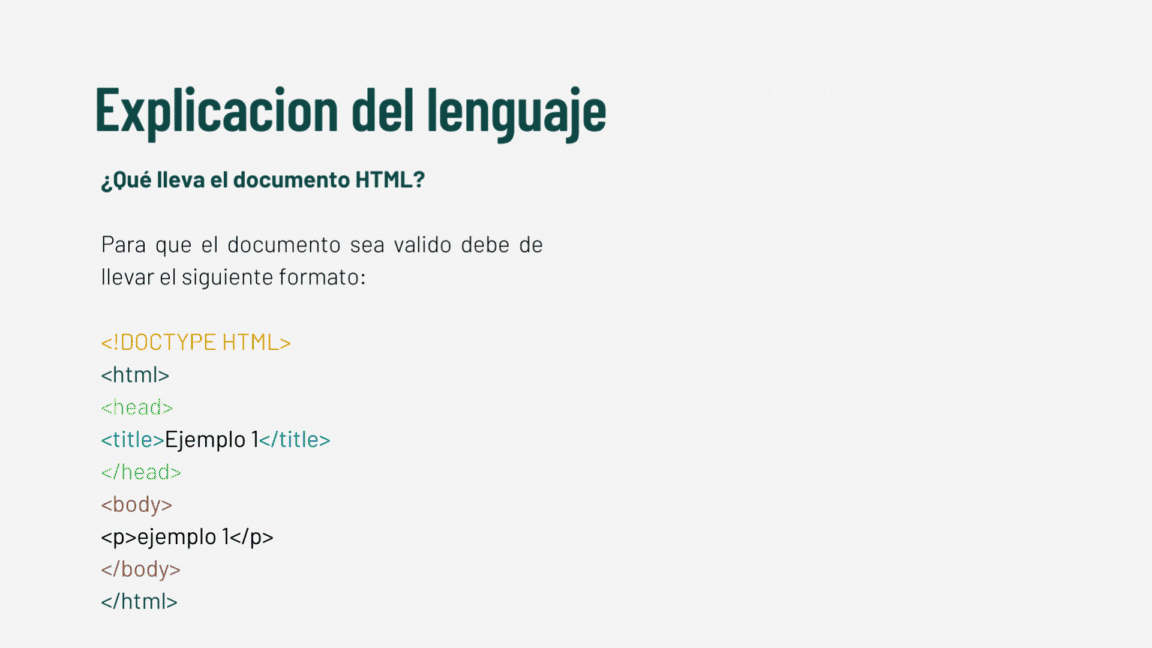 Explicacion del lenguaje
¿Qué lleva el documento HTML?
Para que el documento sea valido debe de
llevar el siguiente formato:
<!DOCTYPE HTML>
<html>
<head>
<title>Ejemplo 1</title>
</head>
<body>
<p>ejemplo 1</p>
</body>
</html>